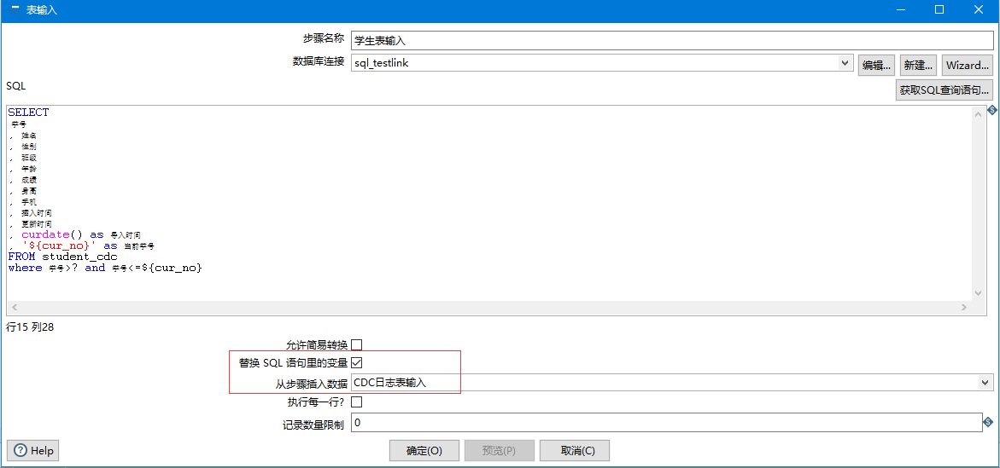 表输入
步骤名称 学生表输入
数据库连接 sql_testlink 编辑... 新建... Wizard...
SQL 获取SQL查询语句...
SELECT
学号
, 姓名
, 性别
, 班级
, 年龄
, 成绩
, 身高
, 手机
, 插入时间
, 更新时间
, curdate() as 导入时间
, '${cur_no}' as 当前学号
FROM student_cdc
where 学号>? and 学号<=${cur_no}
行15 列28
允许简易转换
替换 SQL 语句里的变量
从步骤插入数据 CDC日志表输入
执行每一行?
记录数量限制 0
Help 确定(O) 预览(P) 取消(C)